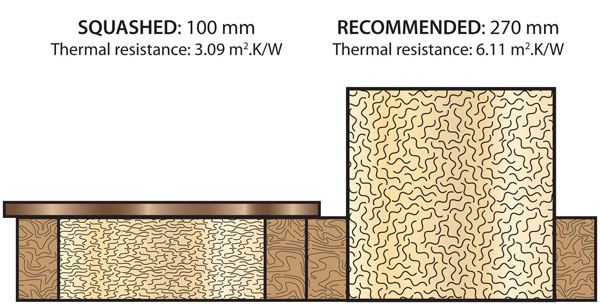 SQUASHED: 100 mm
Thermal resistance: 3.09 m².K/W
RECOMMENDED: 270 mm
Thermal resistance: 6.11 m².K/W